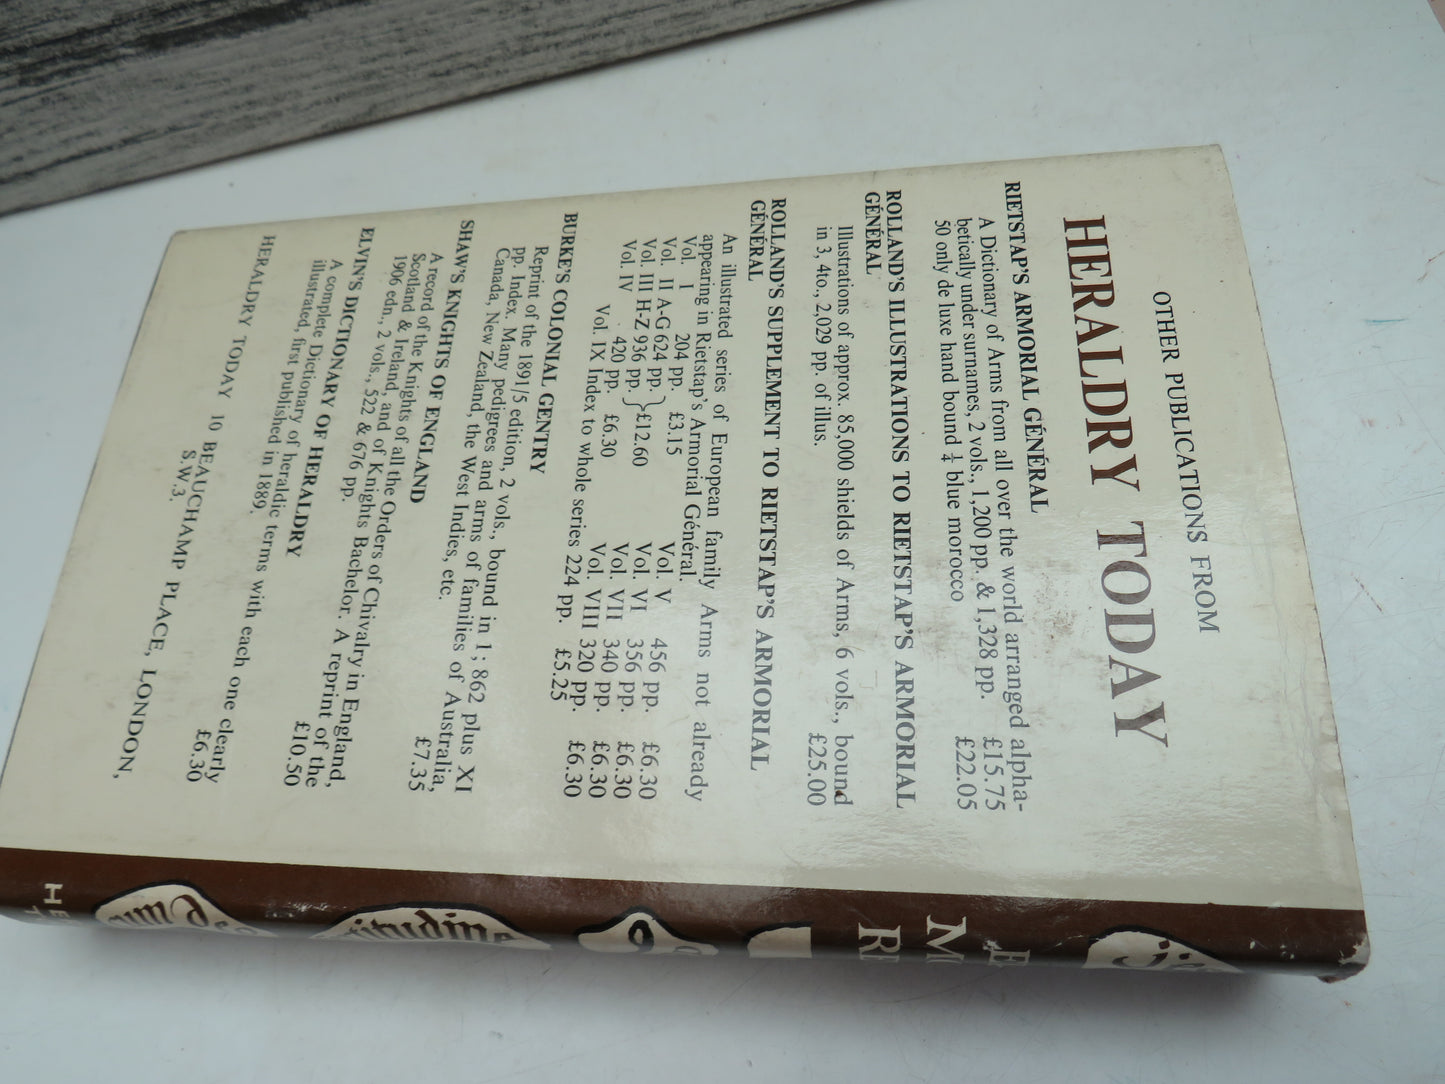 OTHER PUBLICATIONS FROM
HERALDRY TODAY
RIETSTAP'S ARMORIAL GÉNÉRAL
A Dictionary of Arms from all over the world arranged alpha-
betically under surnames, 2 vols., 1,200 pp. & 1,328 pp. £15.75
50 only de luxe hand bound ¼ blue morocco £22.05
ROLLAND'S ILLUSTRATIONS TO RIETSTAP'S ARMORIAL
GÉNÉRAL
Illustrations of approx. 85,000 shields of Arms, 6 vols., bound
in 3, 4to., 2,029 pp. of illus. £25.00
ROLLAND'S SUPPLEMENT TO RIETSTAP'S ARMORIAL
GÉNÉRAL
An illustrated series of European family Arms not already
appearing in Rietstap's Armorial Général.
Vol. I 204 pp. £3.15 Vol. V 456 pp. £6.30
Vol. II A-G 624 pp. } £12.60 Vol. VI 356 pp. £6.30
Vol. III H-Z 936 pp. Vol. VII 340 pp. £6.30
Vol. IV 420 pp. £6.30 Vol. VIII 320 pp. £6.30
Vol. IX Index to whole series 224 pp. £5.25
BURKE'S COLONIAL GENTRY
Reprint of the 1891/5 edition, 2 vols., bound in 1; 862 plus XI
pp. Index. Many pedigrees and arms of families of Australia,
Canada, New Zealand, the West Indies, etc. £7.35
SHAW'S KNIGHTS OF ENGLAND
A record of the Knights of all the Orders of Chivalry in England,
Scotland & Ireland, and of Knights Bachelor. A reprint of the
1906 edn., 2 vols., 522 & 676 pp. £10.50
ELVIN'S DICTIONARY OF HERALDRY
A complete Dictionary of heraldic terms with each one clearly
illustrated, first published in 1889. £6.30
HERALDRY TODAY 10 BEAUCHAMP PLACE, LONDON,
S.W.3.